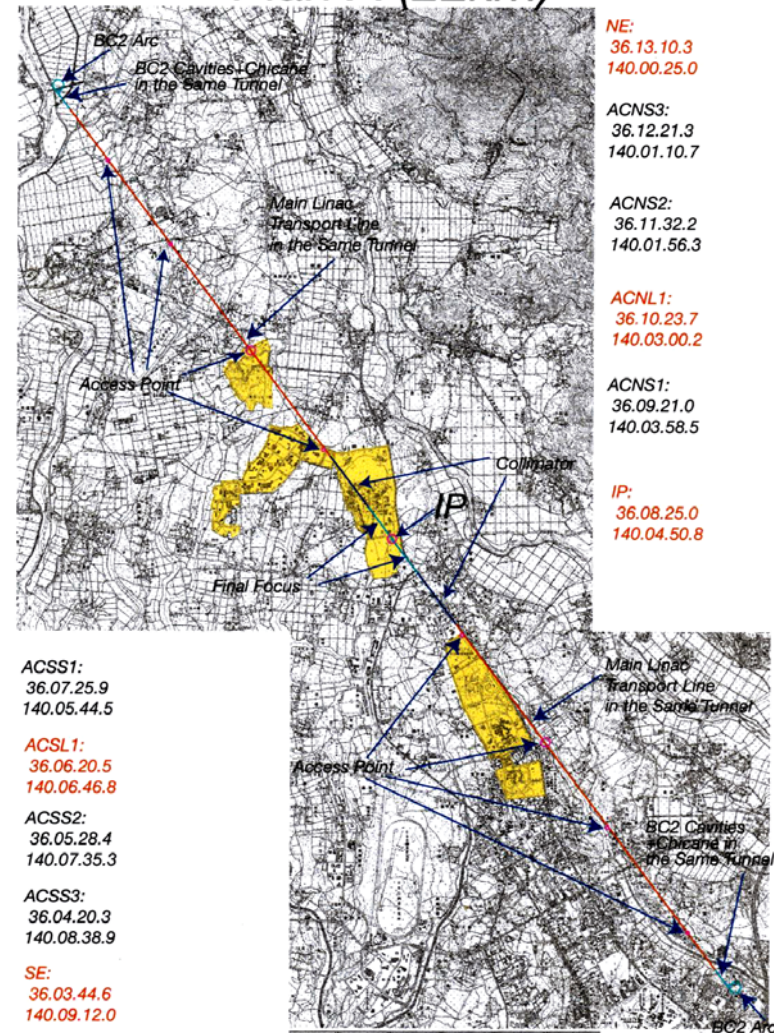 (22km)
BC2 Arc
BC2 Cavities+Chicane
in the Same Tunnel
Main Linac
Transport Line
in the Same Tunnel
Access Point
Collimator
IP
Final Focus
Main Linac
Transport Line
in the Same Tunnel
Access Point
BC2 Cavities
+Chicane in
the Same Tunnel
BC2 Arc
NE:
36.13.10.3
140.00.25.0
ACNS3:
36.12.21.3
140.01.10.7
ACNS2:
36.11.32.2
140.01.56.3
ACNL1:
36.10.23.7
140.03.00.2
ACNS1:
36.09.21.0
140.03.58.5
IP:
36.08.25.0
140.04.50.8
ACSS1:
36.07.25.9
140.05.44.5
ACSL1:
36.06.20.5
140.06.46.8
ACSS2:
36.05.28.4
140.07.35.3
ACSS3:
36.04.20.3
140.08.38.9
SE:
36.03.44.6
140.09.12.0